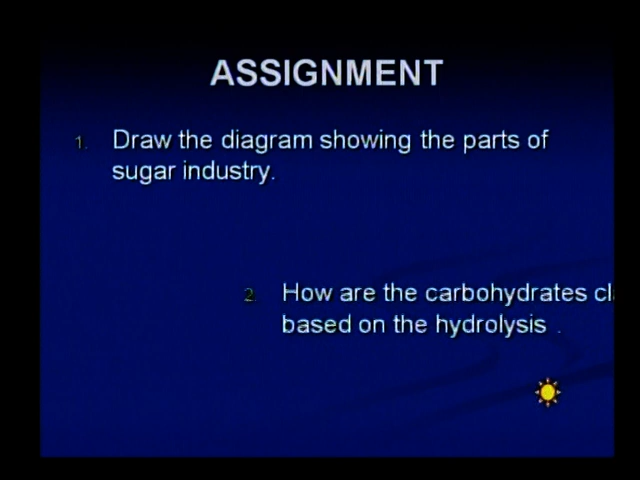 ASSIGNMENT
1. Draw the diagram showing the parts of
sugar industry.
2. How are the carbohydrates cl
based on the hydrolysis .